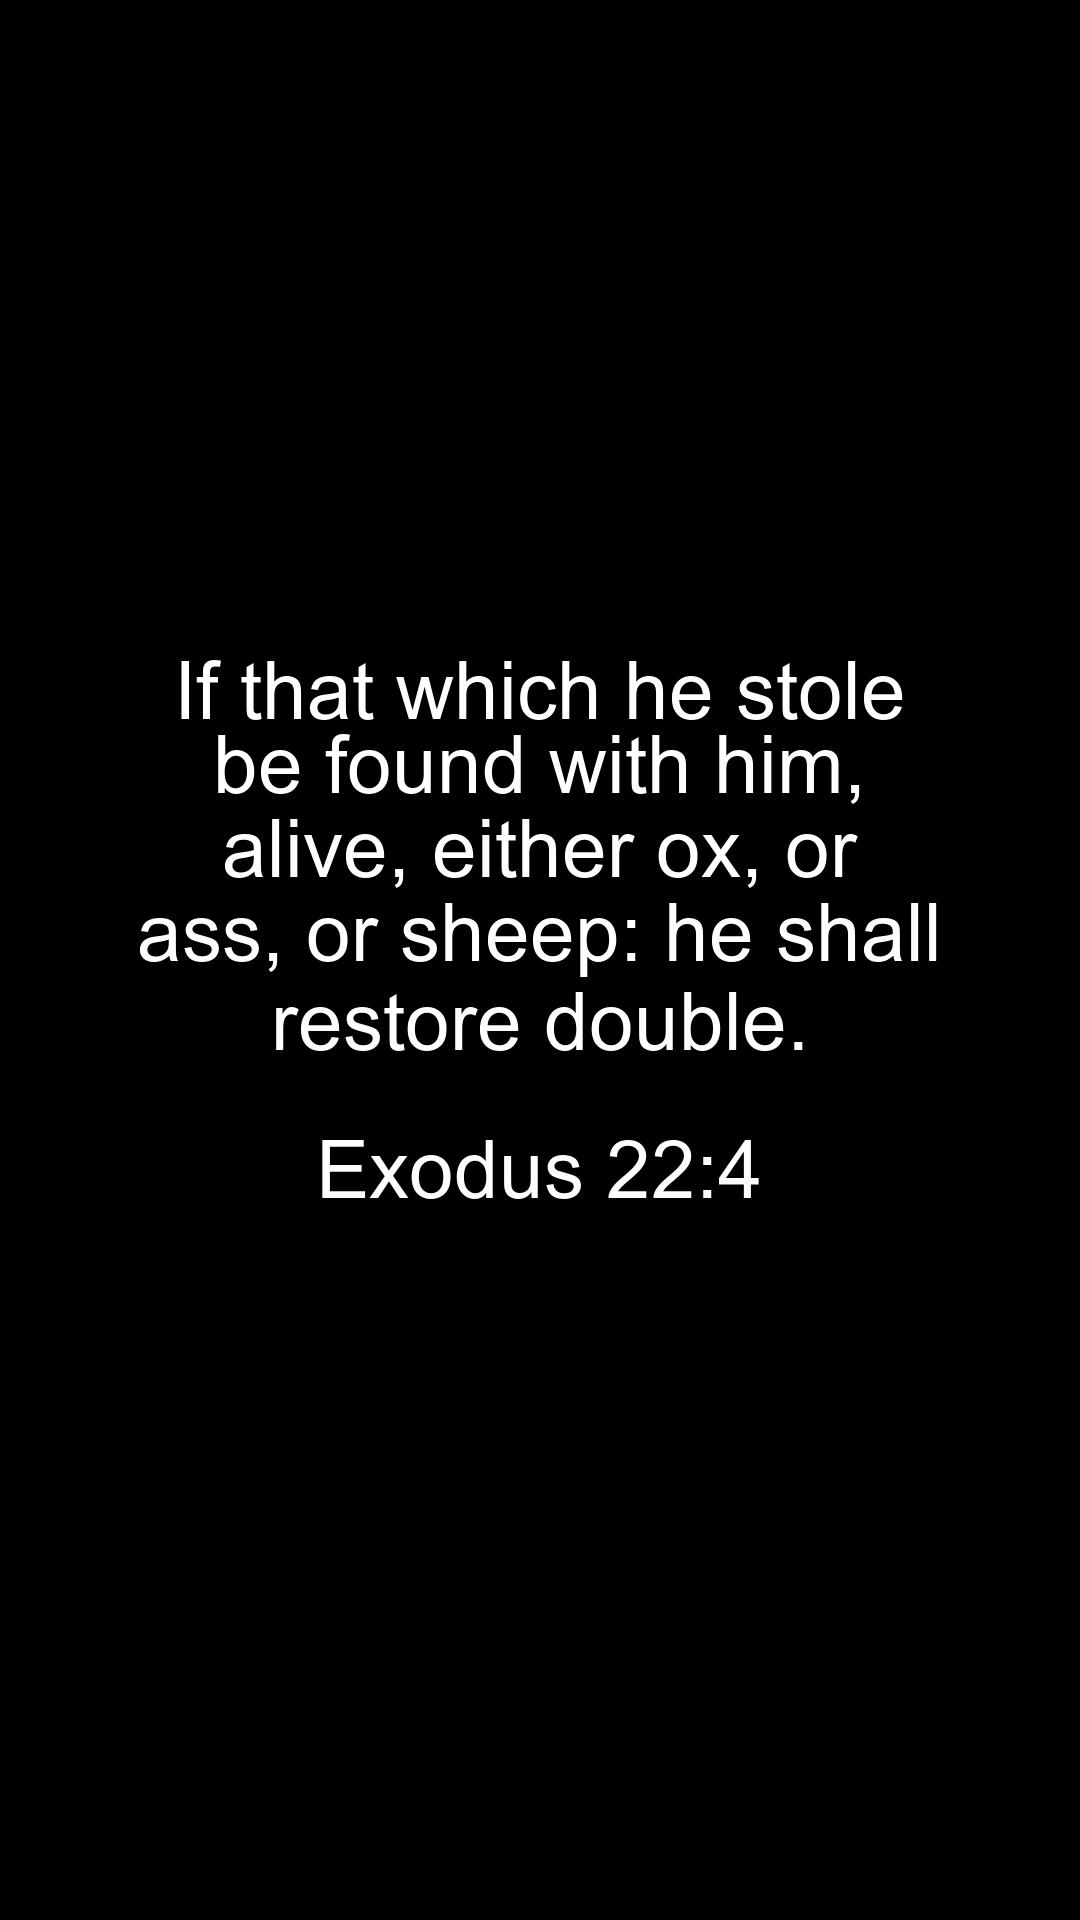 If that which he stole
be found with him,
alive, either ox, or
ass, or sheep: he shall
restore double.
Exodus 22:4